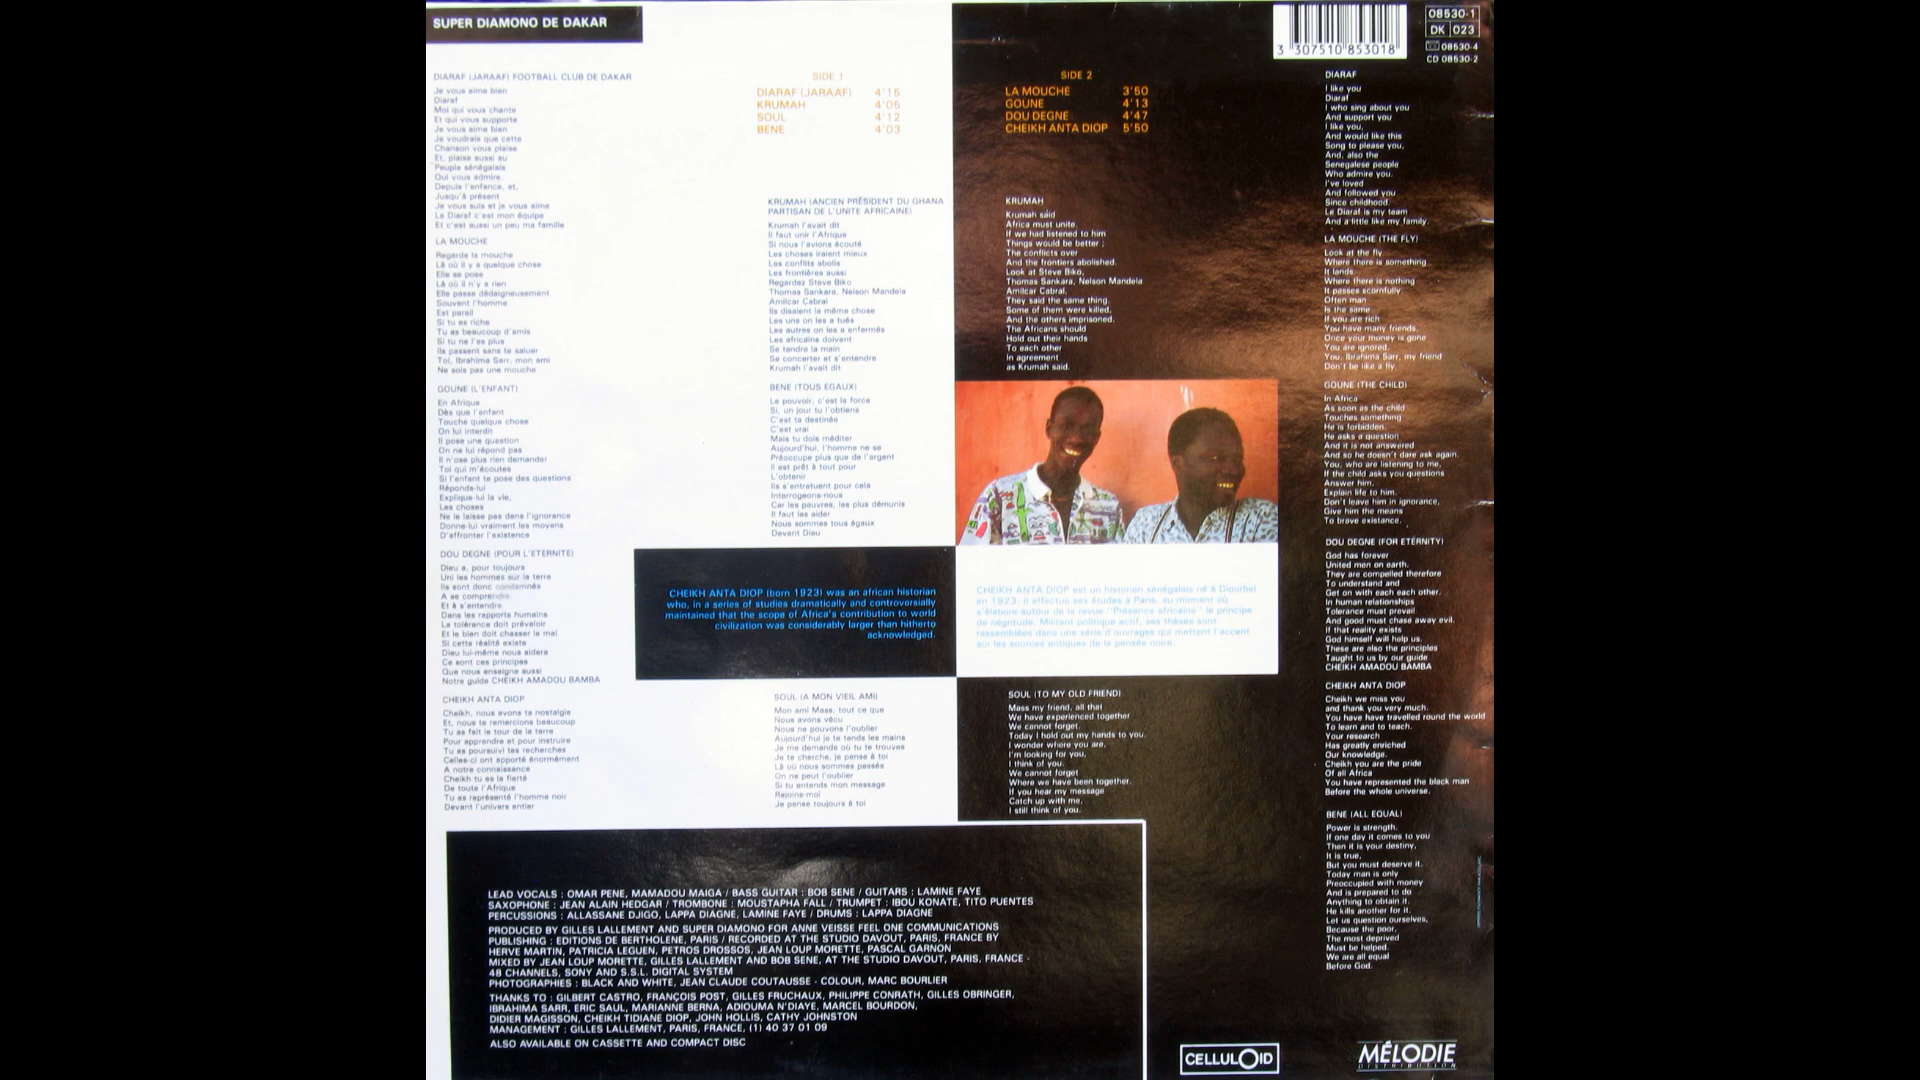 SUPER DIAMONO DE DAKAR
DIARAF (JARAAF) FOOTBALL CLUB DE DAKAR
Je vous aime bien
Diaraf
Moi qui vous chante
Et qui vous supporte
Je vous aime bien
Je voudrais que cette
Chanson vous plaise
Et, plaise aussi au
Peuple sénégalais
Qui vous admire.
Depuis l'enfance, et,
Jusqu'à présent
Je vous suis et je vous aime
Le Diaraf c'est mon équipe
Et c'est aussi un peu ma famille
LA MOUCHE
Regarde la mouche
Là où il y a quelque chose
Elle se pose
Là où il n'y a rien
Elle passe dédaigneusement
Souvent l'homme
Est pareil
Si tu es riche
Tu as beaucoup d'amis
Si tu ne l'es plus
Ils passent sans te saluer
Toi, Ibrahima Sarr, mon ami
Ne sois pas une mouche
GOUNE (L'ENFANT)
En Afrique
Dès que l'enfant
Touche quelque chose
On lui interdit
Il pose une question
On ne lui répond pas
Il n'ose plus rien demander
Toi qui m'écoutes
Si l'enfant te pose des questions
Réponds-lui
Explique-lui la vie,
Les choses
Ne le laisse pas dans l'ignorance
Donne-lui vraiment les moyens
D'affronter l'existence
DOU DEGNE (POUR L'ETERNITE)
Dieu a, pour toujours
Uni les hommes sur la terre
Ils sont donc condamnés
A se comprendre
Et à s'entendre
Dans les rapports humains
La tolérance doit prévaloir
Et le bien doit chasser le mal
Si cette réalité existe
Dieu lui-même nous aidera
Ce sont ces principes
Que nous enseigne aussi
Notre guide CHEIKH AMADOU BAMBA
CHEIKH ANTA DIOP
Cheikh, nous avons ta nostalgie
Et, nous te remercions beaucoup
Tu as fait le tour de la terre
Pour apprendre et pour instruire
Tu as poursuivi tes recherches
Celles-ci ont apporté énormément
A notre connaissance
Cheikh tu es la fierté
De toute l'Afrique
Tu as représenté l'homme noir
Devant l'univers entier
SIDE 1
DIARAF (JARAAF) 4'15
KRUMAH 4'05
SOUL 4'12
BENE 4'03
KRUMAH (ANCIEN PRÉSIDENT DU GHANA
PARTISAN DE L'UNITE AFRICAINE)
Krumah l'avait dit
Il faut unir l'Afrique
Si nous l'avions écouté
Les choses iraient mieux
Les conflits abolis
Les frontières aussi
Regardez Steve Biko
Thomas Sankara, Nelson Mandela
Amilcar Cabral
Ils disaient la même chose
Les uns on les a tués
Les autres on les a enfermés
Les africains doivent
Se tendre la main
Se concerter et s'entendre
Krumah l'avait dit
BENE (TOUS EGAUX)
Le pouvoir, c'est la force
Si, un jour tu l'obtiens
C'est ta destinée
C'est vrai
Mais tu dois méditer
Aujourd'hui, l'homme ne se
Préoccupe plus que de l'argent
Il est prêt à tout pour
L'obtenir
Ils s'entretuent pour cela
Interrogeons-nous
Car les pauvres, les plus démunis
Il faut les aider
Nous sommes tous égaux
Devant Dieu
CHEIKH ANTA DIOP (born 1923) was an african historian
who, in a series of studies dramatically and controversially
maintained that the scope of Africa's contribution to world
civilization was considerably larger than hitherto
acknowledged.
SOUL (A MON VIEIL AMI)
Mon ami Mass, tout ce que
Nous avons vécu
Nous ne pouvons l'oublier
Aujourd'hui je te tends les mains
Je me demande où tu te trouves
Je te cherche, je pense à toi
Là où nous sommes passés
On ne peut l'oublier
Si tu entends mon message
Rejoins-moi
Je pense toujours à toi
SIDE 2
LA MOUCHE 3'50
GOUNE 4'13
DOU DEGNE 4'47
CHEIKH ANTA DIOP 5'50
KRUMAH
Krumah said
Africa must unite.
If we had listened to him
Things would be better ;
The conflicts over
And the frontiers abolished.
Look at Steve Biko,
Thomas Sankara, Nelson Mandela
Amilcar Cabral,
They said the same thing.
Some of them were killed,
And the others imprisoned.
The Africans should
Hold out their hands
To each other
In agreement
as Krumah said.
CHEIKH ANTA DIOP est un historien sénégalais né à Diourbel
en 1923. Il effectue ses études à Paris, au moment où
s'élabore autour de la revue "Présence africaine" le principe
de négritude. Militant politique actif, ses thèses sont
rassemblées dans une série d'ouvrages qui mettent l'accent
sur les sources antiques de la pensée noire.
SOUL (TO MY OLD FRIEND)
Mass my friend, all that
We have experienced together
We cannot forget.
Today I hold out my hands to you.
I wonder where you are,
I'm looking for you,
I think of you.
We cannot forget
Where we have been together.
If you hear my message
Catch up with me,
I still think of you.
3 307510 853018
08530-1
DK 023
08530-4
CD 08530-2
DIARAF
I like you
Diaraf
I who sing about you
And support you
I like you,
And would like this
Song to please you,
And, also the
Senegalese people
Who admire you.
I've loved
And followed you
Since childhood.
Le Diaraf is my team
And a little like my family.
LA MOUCHE (THE FLY)
Look at the fly
Where there is something
It lands
Where there is nothing
It passes scornfully.
Often man
Is the same
If you are rich
You have many friends,
Once your money is gone
You are ignored.
You, Ibrahima Sarr, my friend
Don't be like a fly.
GOUNE (THE CHILD)
In Africa
As soon as the child
Touches something
He is forbidden.
He asks a question
And it is not answered
And so he doesn't dare ask again.
You, who are listening to me,
If the child asks you questions
Answer him,
Explain life to him.
Don't leave him in ignorance,
Give him the means
To brave existance.
DOU DEGNE (FOR ETERNITY)
God has forever
United men on earth.
They are compelled therefore
To understand and
Get on with each each other.
In human relationships
Tolerance must prevail
And good must chase away evil.
If that reality exists
God himself will help us.
These are also the principles
Taught to us by our guide
CHEIKH AMADOU BAMBA
CHEIKH ANTA DIOP
Cheikh we miss you
and thank you very much.
You have have travelled round the world
To learn and to teach.
Your research
Has greatly enriched
Our knowledge.
Cheikh you are the pride
Of all Africa
You have represented the black man
Before the whole universe.
BENE (ALL EQUAL)
Power is strength.
If one day it comes to you
Then it is your destiny,
It is true,
But you must deserve it.
Today man is only
Preoccupied with money
And is prepared to do
Anything to obtain it.
He kills another for it.
Let us question ourselves,
Because the poor,
The most deprived
Must be helped.
We are all equal
Before God.
LEAD VOCALS : OMAR PENE, MAMADOU MAIGA / BASS GUITAR : BOB SENE / GUITARS : LAMINE FAYE
SAXOPHONE : JEAN ALAIN HEDGAR / TROMBONE : MOUSTAPHA FALL / TRUMPET : IBOU KONATE, TITO PUENTES
PERCUSSIONS : ALLASSANE DJIGO, LAPPA DIAGNE, LAMINE FAYE / DRUMS : LAPPA DIAGNE
PRODUCED BY GILLES LALLEMENT AND SUPER DIAMONO FOR ANNE VEISSE FEEL ONE COMMUNICATIONS
PUBLISHING : EDITIONS DE BERTHOLENE, PARIS / RECORDED AT THE STUDIO DAVOUT, PARIS, FRANCE BY
HERVE MARTIN, PATRICIA LEGUEN, PETROS DROSSOS, JEAN LOUP MORETTE, PASCAL GARNON
MIXED BY JEAN LOUP MORETTE, GILLES LALLEMENT AND BOB SENE, AT THE STUDIO DAVOUT, PARIS, FRANCE -
48 CHANNELS, SONY AND S.S.L. DIGITAL SYSTEM
PHOTOGRAPHIES : BLACK AND WHITE, JEAN CLAUDE COUTAUSSE - COLOUR, MARC BOURLIER
THANKS TO : GILBERT CASTRO, FRANÇOIS POST, GILLES FRUCHAUX, PHILIPPE CONRATH, GILLES OBRINGER,
IBRAHIMA SARR, ERIC SAUL, MARIANNE BERNA, ADIOUMA N'DIAYE, MARCEL BOURDON,
DIDIER MAGISSON, CHEIKH TIDIANE DIOP, JOHN HOLLIS, CATHY JOHNSTON
MANAGEMENT : GILLES LALLEMENT, PARIS, FRANCE, (1) 40 37 01 09
ALSO AVAILABLE ON CASSETTE AND COMPACT DISC
CELLULOID
MÉLODIE
DISTRIBUTION